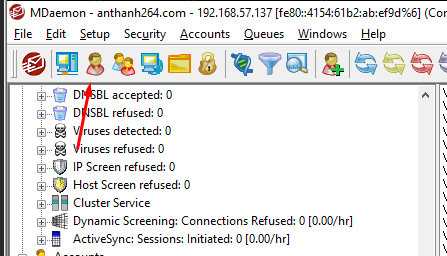 MDaemon - anthanh264.com - 192.168.57.137 [fe80::4154:61b2:ab:ef9d%6] (Co
File Edit Setup Security Accounts Queues Windows Help
DNSBL accepted: 0
DNSBL refused: 0
Viruses detected: 0
Viruses refused: 0
IP Screen refused: 0
Host Screen refused: 0
Cluster Service
Dynamic Screening: Connections Refused: 0 [0.00/hr]
ActiveSync: Sessions: Initiated: 0 [0.00/hr]
Accounts